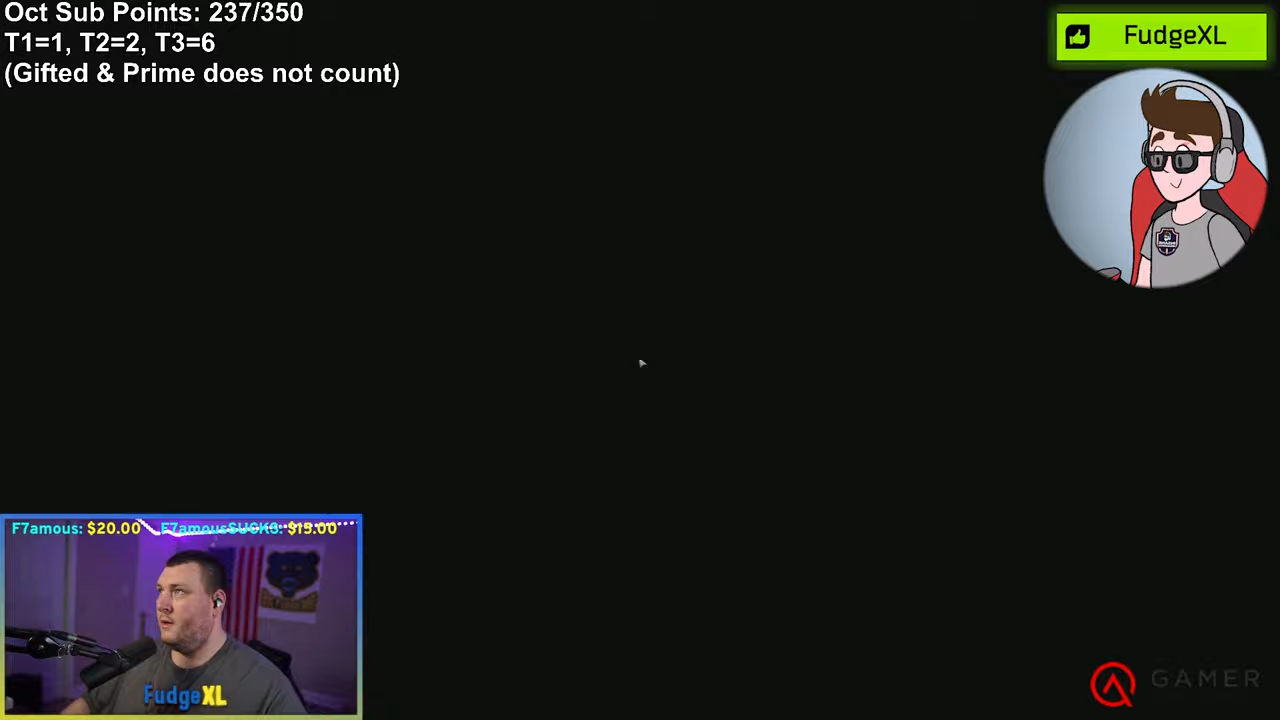 Oct Sub Points: 237/350
T1=1, T2=2, T3=6
(Gifted & Prime does not count)
FudgeXL
F7amous: $20.00 F7amousSUCKS: $15.00
FudgeXL
GAMER